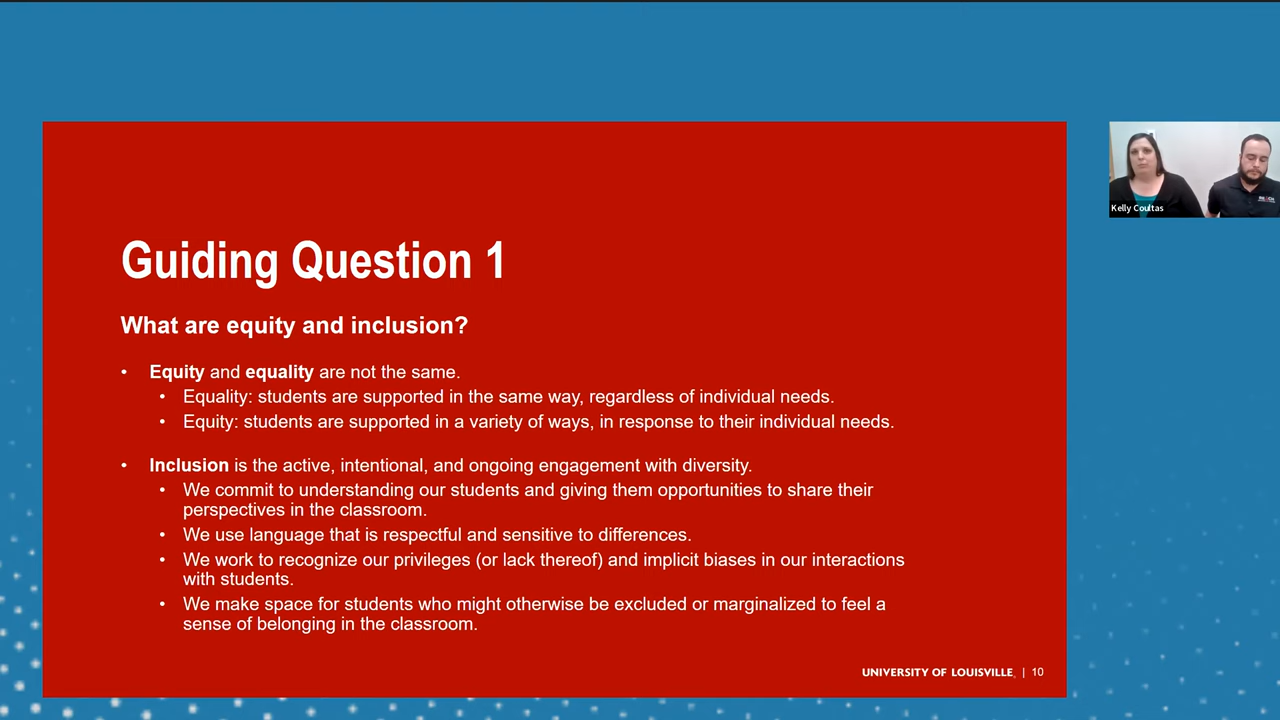 Guiding Question 1
What are equity and inclusion?
• Equity and equality are not the same.
• Equality: students are supported in the same way, regardless of individual needs.
• Equity: students are supported in a variety of ways, in response to their individual needs.
• Inclusion is the active, intentional, and ongoing engagement with diversity.
• We commit to understanding our students and giving them opportunities to share their
perspectives in the classroom.
• We use language that is respectful and sensitive to differences.
• We work to recognize our privileges (or lack thereof) and implicit biases in our interactions
with students.
• We make space for students who might otherwise be excluded or marginalized to feel a
sense of belonging in the classroom.
UNIVERSITY OF LOUISVILLE. | 10
Kelly Coultas